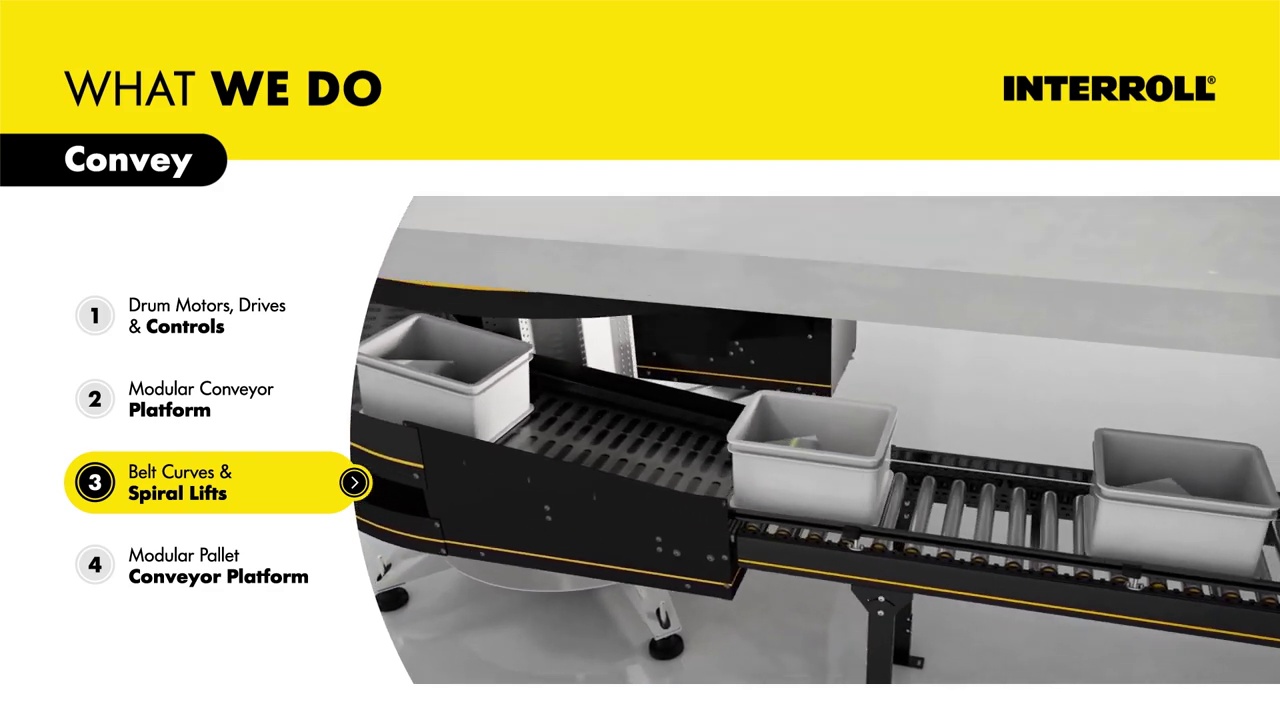 WHAT WE DO
INTERROLL®
Convey
1
Drum Motors, Drives
& Controls
2
Modular Conveyor
Platform
3
Belt Curves &
Spiral Lifts
4
Modular Pallet
Conveyor Platform